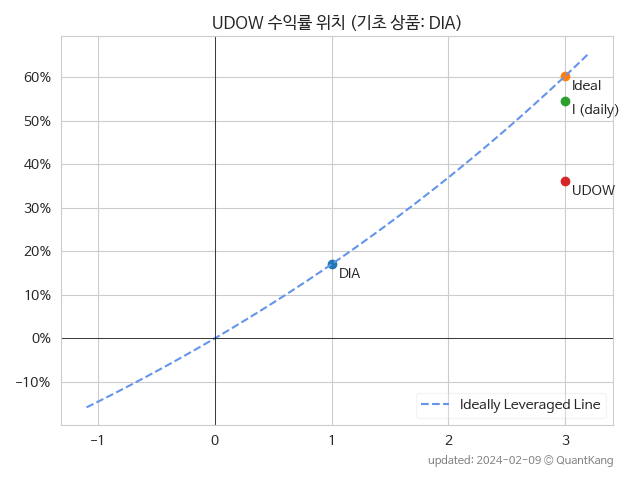 UDOW 수익률 위치 (기초 상품: DIA)
60%
50%
40%
30%
20%
10%
0%
−10%
Ideal
I (daily)
UDOW
DIA
Ideally Leveraged Line
−1
0
1
2
3
updated: 2024-02-09 © QuantKang